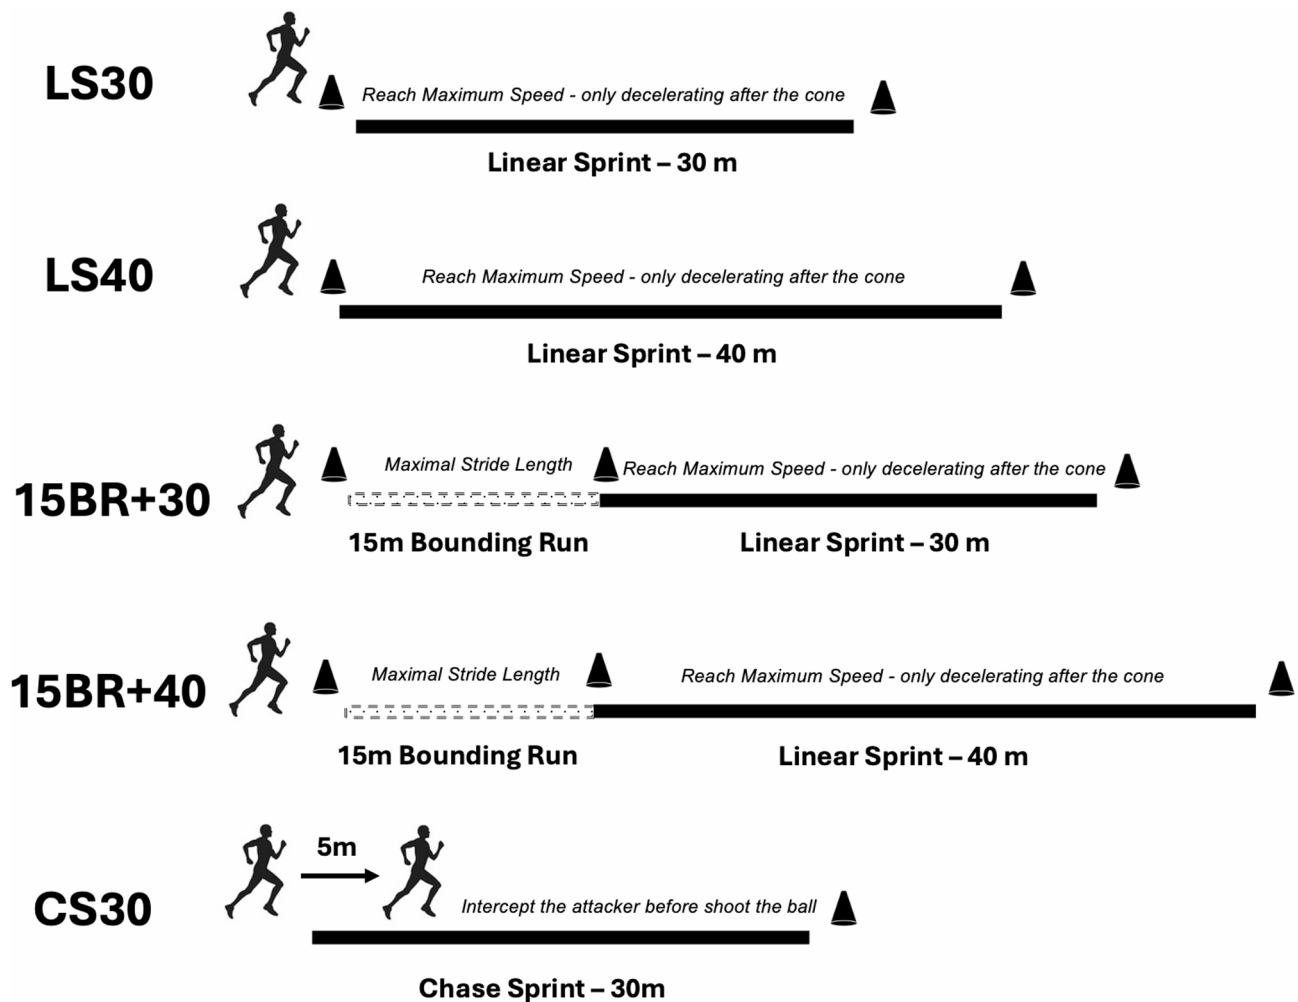 LS30
Reach Maximum Speed - only decelerating after the cone
Linear Sprint – 30 m
LS40
Reach Maximum Speed - only decelerating after the cone
Linear Sprint – 40 m
15BR+30
Maximal Stride Length
Reach Maximum Speed - only decelerating after the cone
15m Bounding Run
Linear Sprint – 30 m
15BR+40
Maximal Stride Length
Reach Maximum Speed - only decelerating after the cone
15m Bounding Run
Linear Sprint – 40 m
CS30
5m
Intercept the attacker before shoot the ball
Chase Sprint – 30m